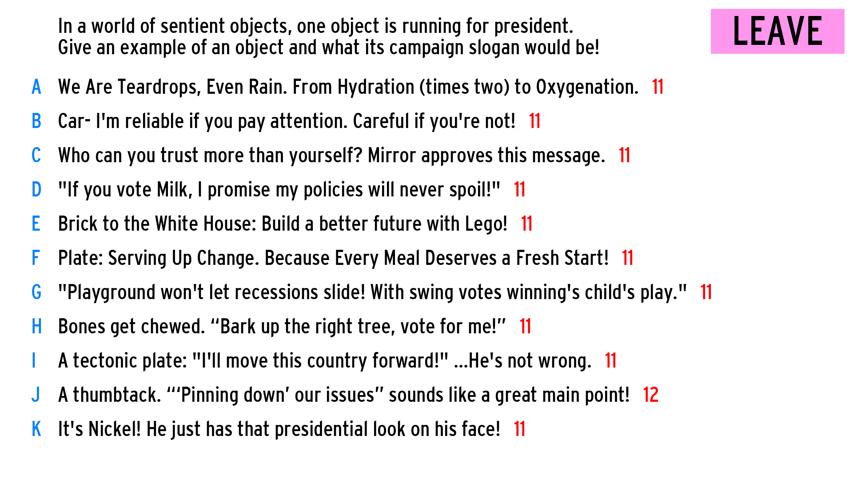 In a world of sentient objects, one object is running for president.
Give an example of an object and what its campaign slogan would be!
LEAVE
A We Are Teardrops, Even Rain. From Hydration (times two) to Oxygenation. 11
B Car- I'm reliable if you pay attention. Careful if you're not! 11
C Who can you trust more than yourself? Mirror approves this message. 11
D "If you vote Milk, I promise my policies will never spoil!" 11
E Brick to the White House: Build a better future with Lego! 11
F Plate: Serving Up Change. Because Every Meal Deserves a Fresh Start! 11
G "Playground won't let recessions slide! With swing votes winning's child's play." 11
H Bones get chewed. “Bark up the right tree, vote for me!” 11
I A tectonic plate: "I'll move this country forward!" ...He's not wrong. 11
J A thumbtack. “‘Pinning down’ our issues” sounds like a great main point! 12
K It's Nickel! He just has that presidential look on his face! 11